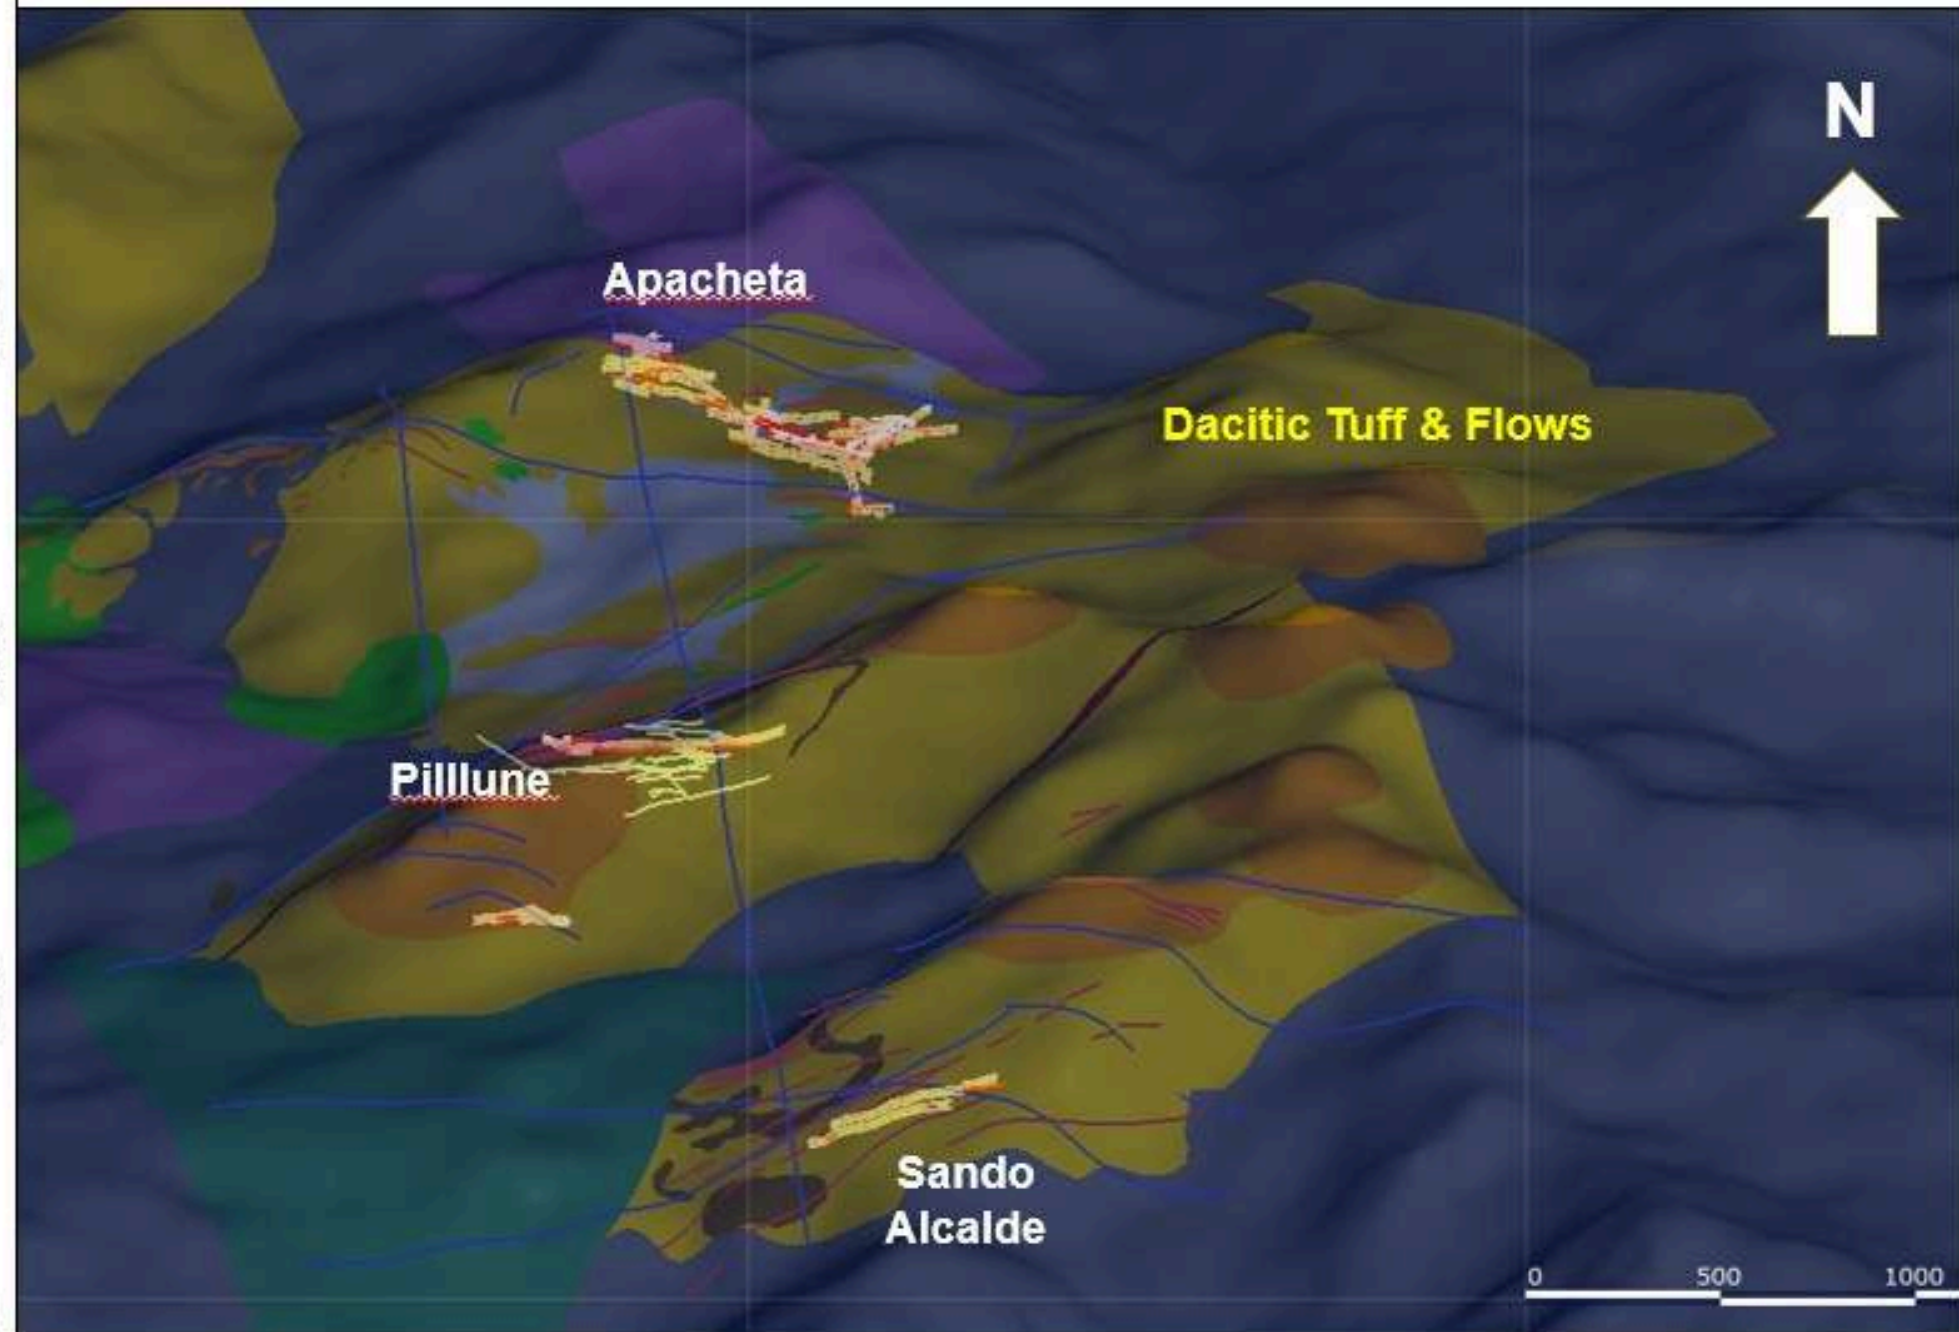 N
Apacheta
Dacitic Tuff & Flows
Pilllune
Sando
Alcalde
0 500 1000